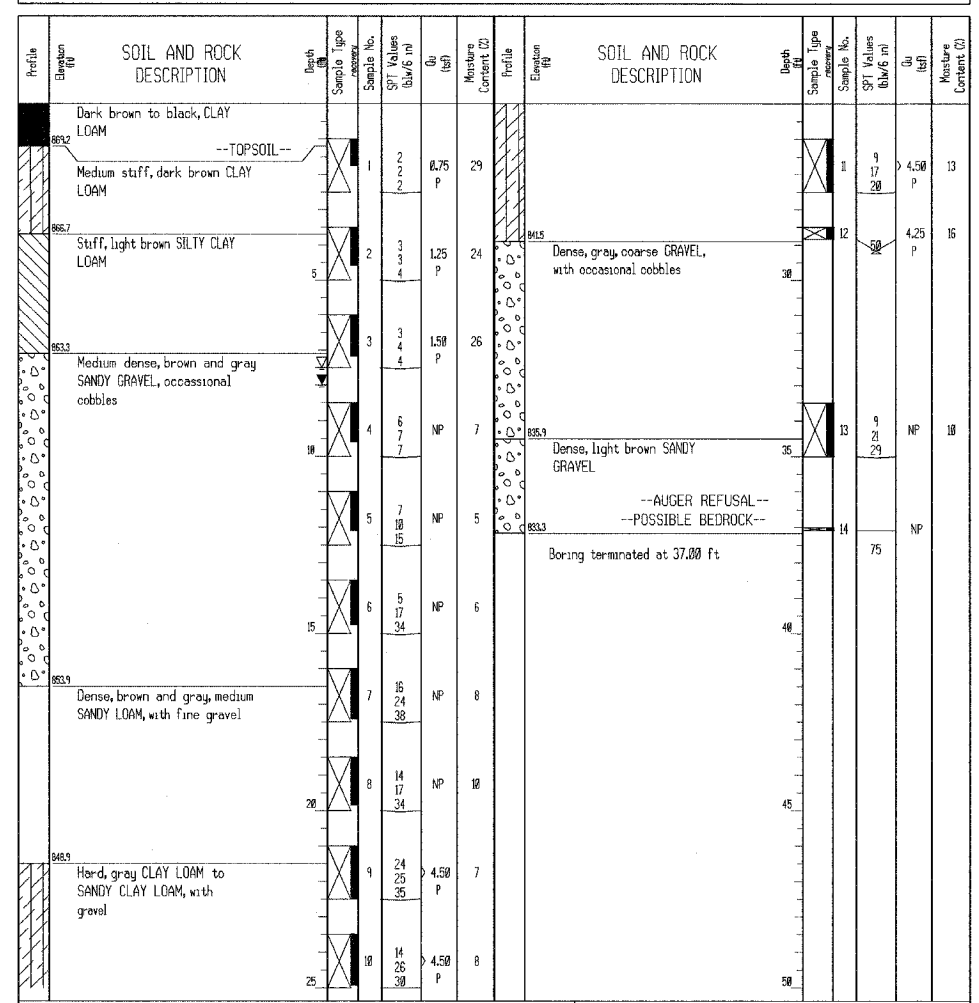 Profile
Elevation (ft)
SOIL AND ROCK
DESCRIPTION
Depth (ft)
Sample Type
recovery
Sample No.
SPT Values
(blw/6 in)
Qu
(tsf)
Moisture
Content (%)
Profile
Elevation
(ft)
SOIL AND ROCK
DESCRIPTION
Depth
(ft)
Sample Type
recovery
Sample No.
SPT Values
(blw/6 in)
Qu
(tsf)
Moisture
Content (%)
Dark brown to black, CLAY
LOAM
869.2
--TOPSOIL--
Medium stiff, dark brown CLAY
LOAM
1
2
2
2
0.75
P
29
866.7
Stiff, light brown SILTY CLAY
LOAM
5
2
3
3
4
1.25
P
24
3
3
4
4
1.50
P
26
863.3
Medium dense, brown and gray
SANDY GRAVEL, occassional
cobbles
10
4
6
7
7
NP
7
5
7
10
15
NP
5
15
6
5
17
34
NP
6
853.9
Dense, brown and gray, medium
SANDY LOAM, with fine gravel
7
16
24
38
NP
8
20
8
14
17
34
NP
10
848.9
Hard, gray CLAY LOAM to
SANDY CLAY LOAM, with
gravel
9
24
25
35
> 4.50
P
7
25
10
14
26
30
> 4.50
P
8
11
9
17
20
> 4.50
P
13
12
50
4.25
P
16
841.5
Dense, gray, coarse GRAVEL,
with occasional cobbles
30
13
9
21
29
NP
10
835.9
Dense, light brown SANDY
GRAVEL
35
--AUGER REFUSAL--
--POSSIBLE BEDROCK--
833.3
14
NP
75
Boring terminated at 37.00 ft
40
45
50